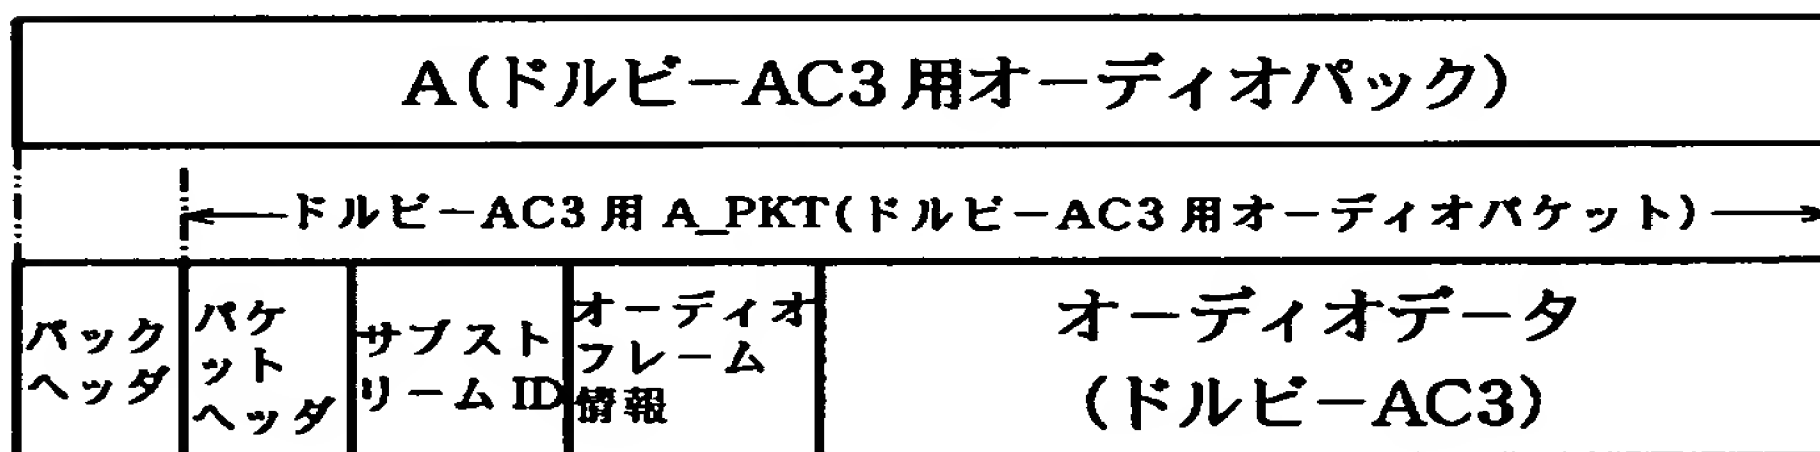 A(ドルビーAC3用オーディオパック)
ドルビーAC3用 A_PKT(ドルビーAC3用オーディオパケット)
パック
ヘッダ
パケ
ット
ヘッダ
サブスト
リームID
オーディオ
フレーム
情報
オーディオデータ
(ドルビーAC3)